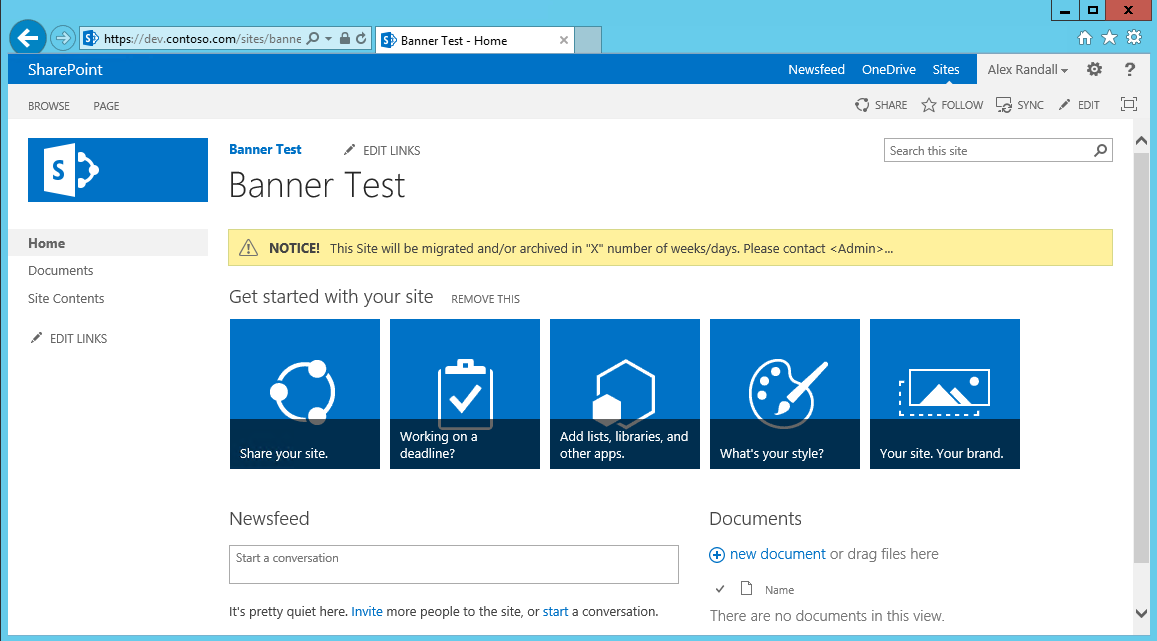 https://dev.contoso.com/sites/banne
Banner Test - Home
SharePoint
Newsfeed OneDrive Sites Alex Randall ?
BROWSE PAGE
SHARE FOLLOW SYNC EDIT
S
Banner Test EDIT LINKS
Search this site
Banner Test
Home
Documents
Site Contents
EDIT LINKS
NOTICE! This Site will be migrated and/or archived in "X" number of weeks/days. Please contact <Admin>...
Get started with your site REMOVE THIS
Share your site.
Working on a
deadline?
Add lists, libraries, and
other apps.
What's your style?
Your site. Your brand.
Newsfeed
Start a conversation
It's pretty quiet here. Invite more people to the site, or start a conversation.
Documents
new document or drag files here
Name
There are no documents in this view.